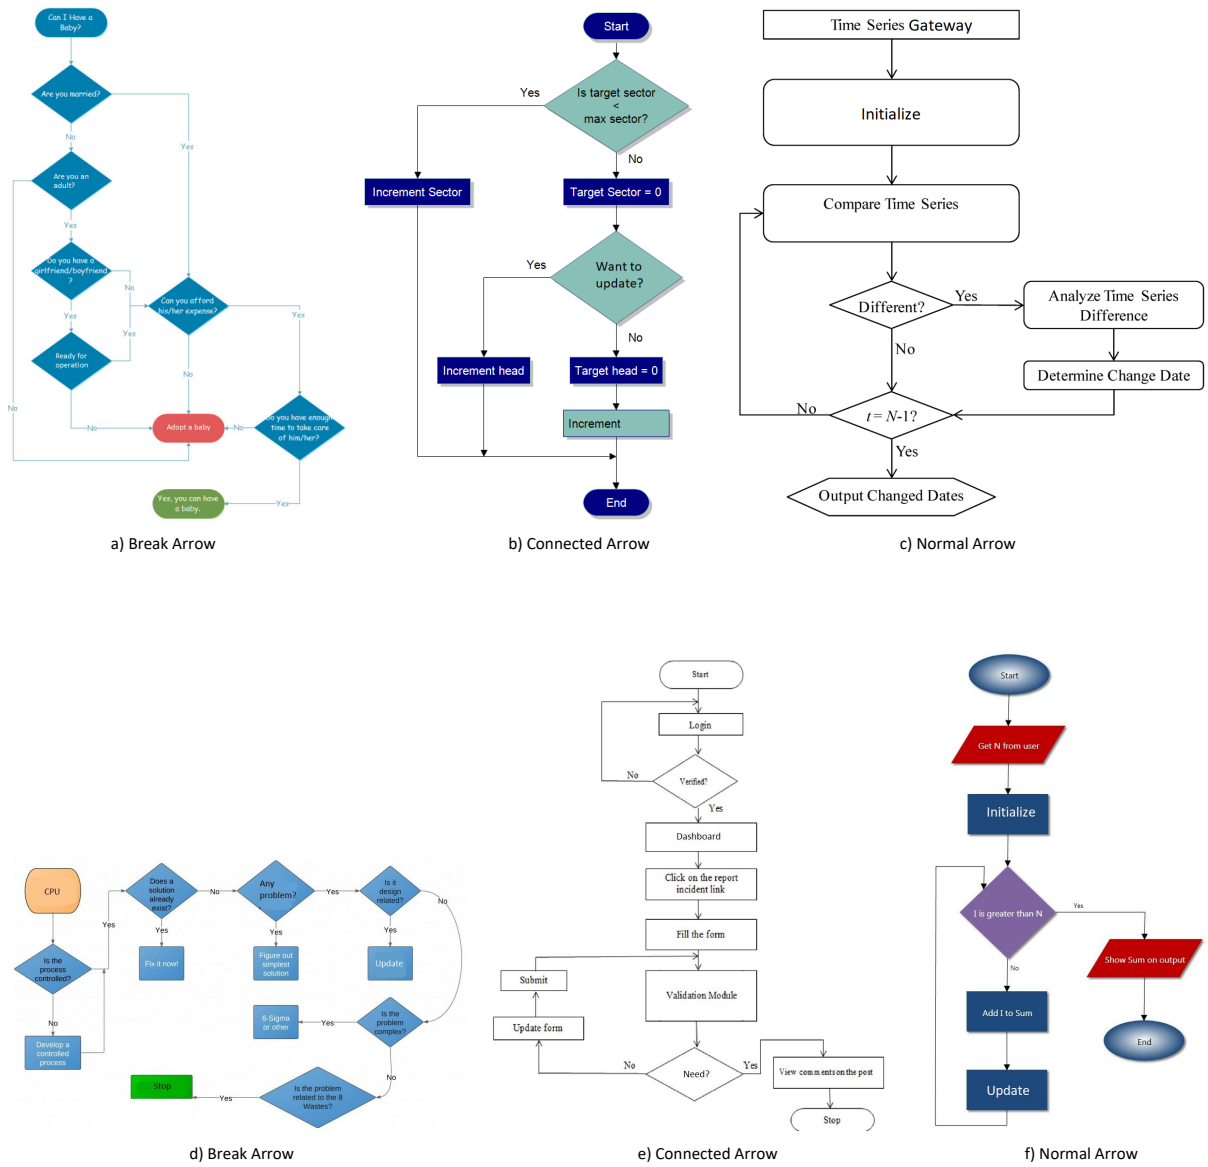 Can I Have a
Baby?
Are you married?
No
Yes
Are you an
adult?
Yes
Do you have a
girlfriend/boyfriend
?
No
Yes
Can you afford
his/her expense?
Yes
Yes
Ready for
operation
No
No
No
Adopt a baby
No
Do you have enough
time to take care
of him/her?
Yes, you can have
a baby.
Yes
a) Break Arrow
Start
Is target sector
<
max sector?
Yes
No
Increment Sector
Target Sector = 0
Want to
update?
Yes
No
Increment head
Target head = 0
Increment
End
b) Connected Arrow
Time Series Gateway
Initialize
Compare Time Series
Different?
Yes
Analyze Time Series
Difference
No
Determine Change Date
No
t = N-1?
Yes
Output Changed Dates
c) Normal Arrow
CPU
Is the
process
controlled?
Yes
No
Develop a
controlled
process
Does a
solution
already
exist?
No
Yes
Fix it now!
Any
problem?
Yes
Yes
Figure out
simplest
solution
Is it
design
related?
No
Yes
Update
6-Sigma
or other
Yes
Is the
problem
complex?
No
Stop
Yes
Is the problem
related to the 8
Wastes?
d) Break Arrow
Start
Login
No
Verified?
Yes
Dashboard
Click on the report
incident link
Fill the form
Submit
Validation Module
Update form
No
Need?
Yes
View comments on the post
Stop
e) Connected Arrow
Start
Get N from user
Initialize
I is greater than N
Yes
No
Show Sum on output
Add I to Sum
End
Update
f) Normal Arrow